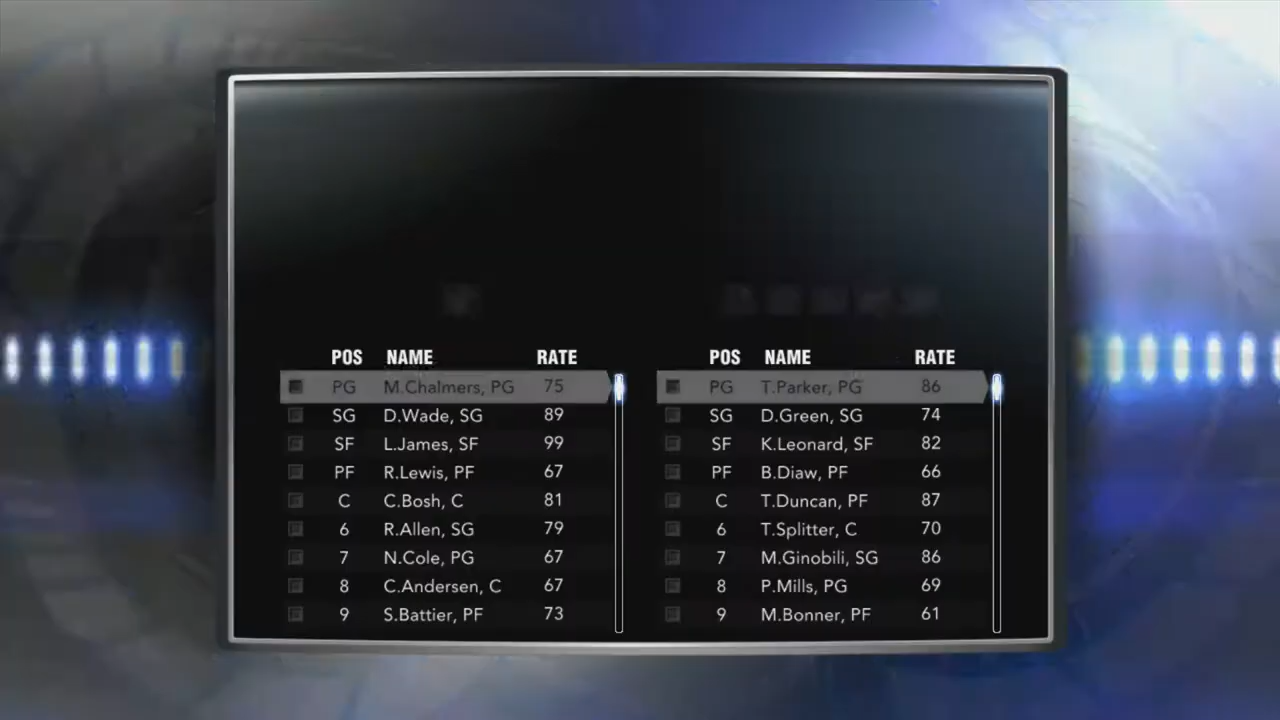 POS NAME RATE
PG M.Chalmers, PG 75
SG D.Wade, SG 89
SF L.James, SF 99
PF R.Lewis, PF 67
C C.Bosh, C 81
6 R.Allen, SG 79
7 N.Cole, PG 67
8 C.Andersen, C 67
9 S.Battier, PF 73
POS NAME RATE
PG T.Parker, PG 86
SG D.Green, SG 74
SF K.Leonard, SF 82
PF B.Diaw, PF 66
C T.Duncan, PF 87
6 T.Splitter, C 70
7 M.Ginobili, SG 86
8 P.Mills, PG 69
9 M.Bonner, PF 61